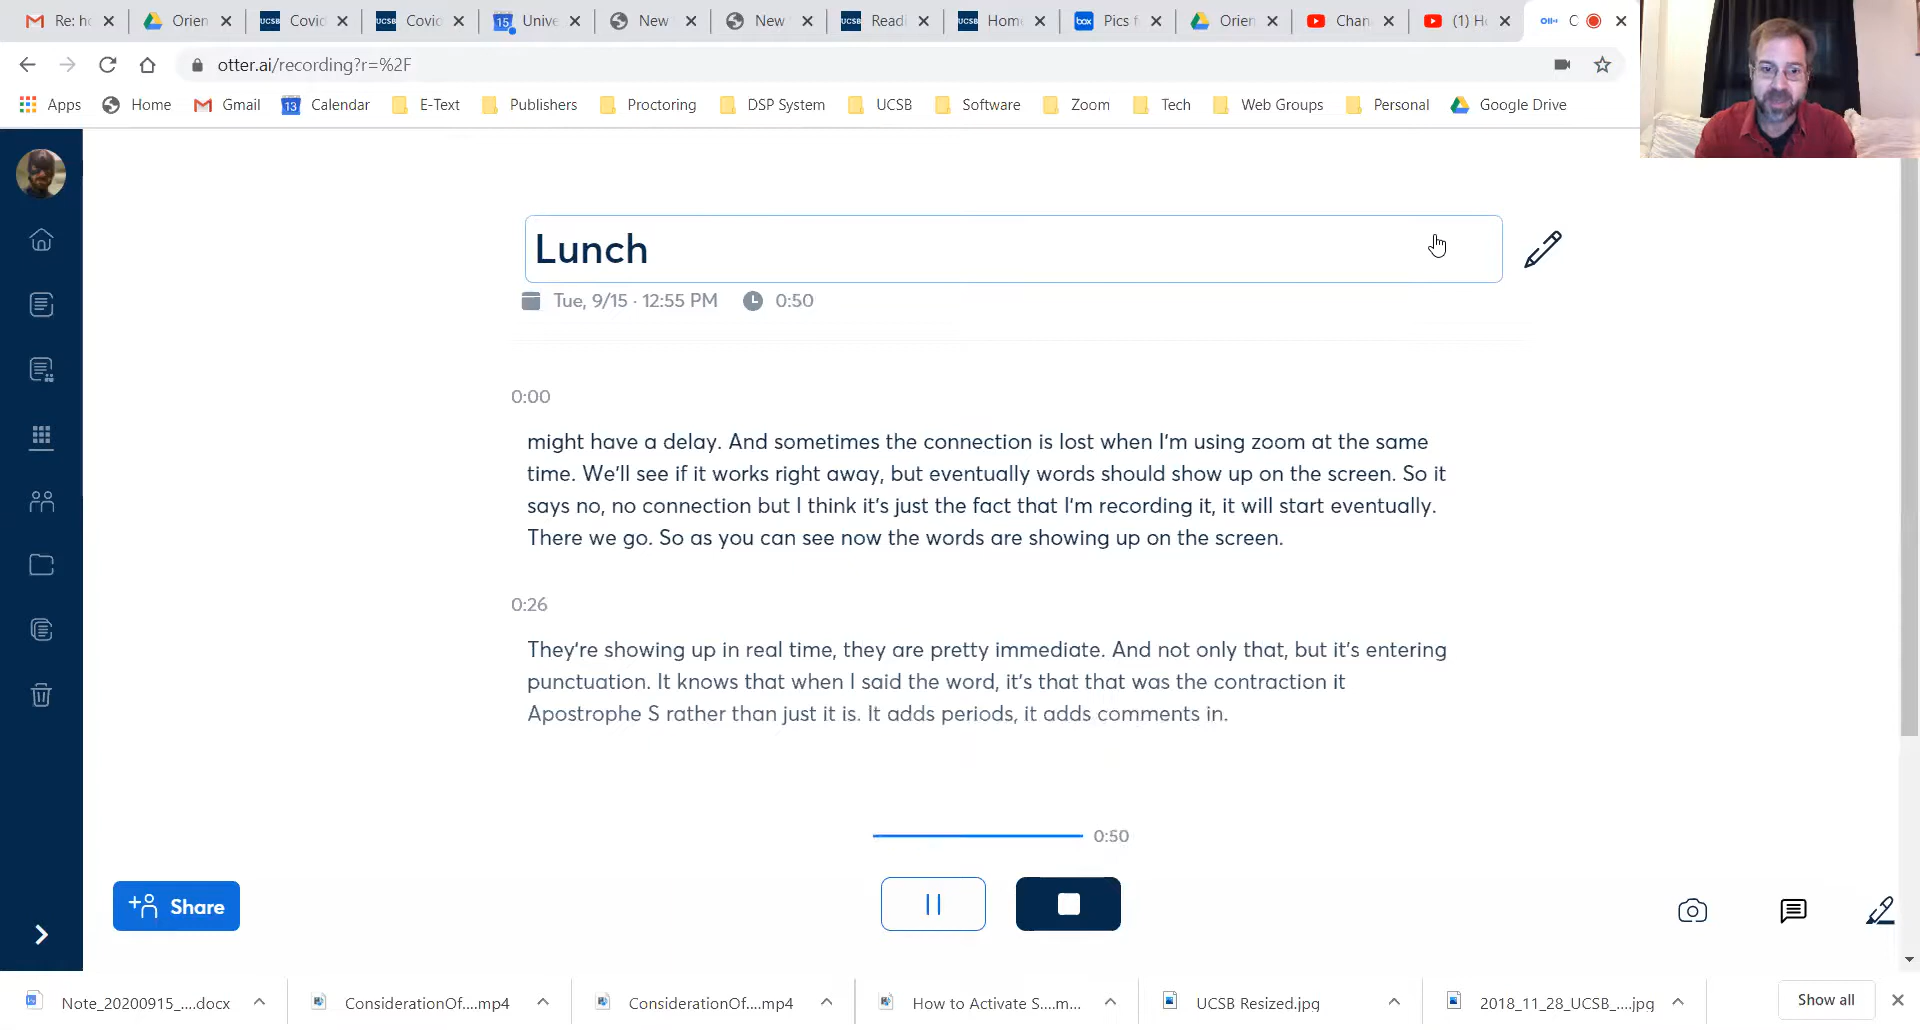 Re: h
Orien
UCSB Covid
UCSB Covid
15 Unive
New
New
UCSB Readi
UCSB Hom
box Pics f
Orien
Chan
(1) H
otter.ai/recording?r=%2F
Apps Home Gmail 13 Calendar E-Text Publishers Proctoring DSP System UCSB Software Zoom Tech Web Groups Personal Google Drive
Lunch
Tue, 9/15 · 12:55 PM 0:50
0:00
might have a delay. And sometimes the connection is lost when I'm using zoom at the same
time. We'll see if it works right away, but eventually words should show up on the screen. So it
says no, no connection but I think it's just the fact that I'm recording it, it will start eventually.
There we go. So as you can see now the words are showing up on the screen.
0:26
They're showing up in real time, they are pretty immediate. And not only that, but it's entering
punctuation. It knows that when I said the word, it's that that was the contraction it
Apostrophe S rather than just it is. It adds periods, it adds comments in.
0:50
Share
Note_20200915_....docx ConsiderationOf....mp4 ConsiderationOf....mp4 How to Activate S....m... UCSB Resized.jpg 2018_11_28_UCSB_....jpg Show all